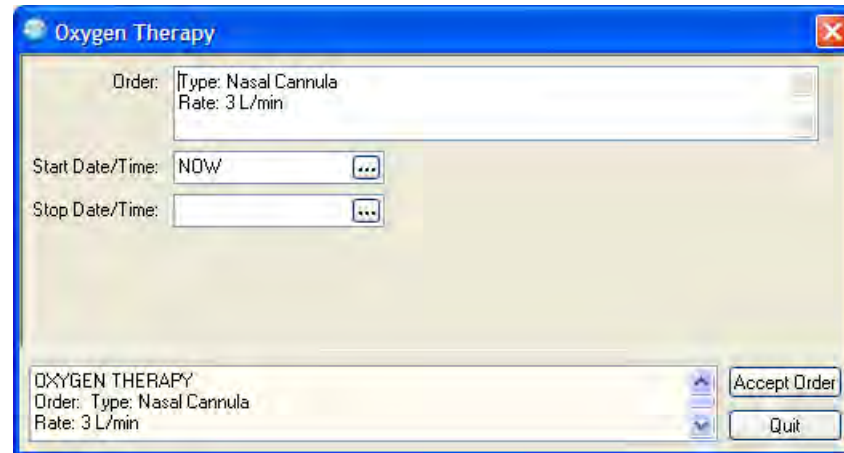 Oxygen Therapy
Order: Type: Nasal Cannula
Rate: 3 L/min
Start Date/Time: NOW ...
Stop Date/Time: ...
OXYGEN THERAPY
Order: Type: Nasal Cannula
Rate: 3 L/min
Accept Order
Quit